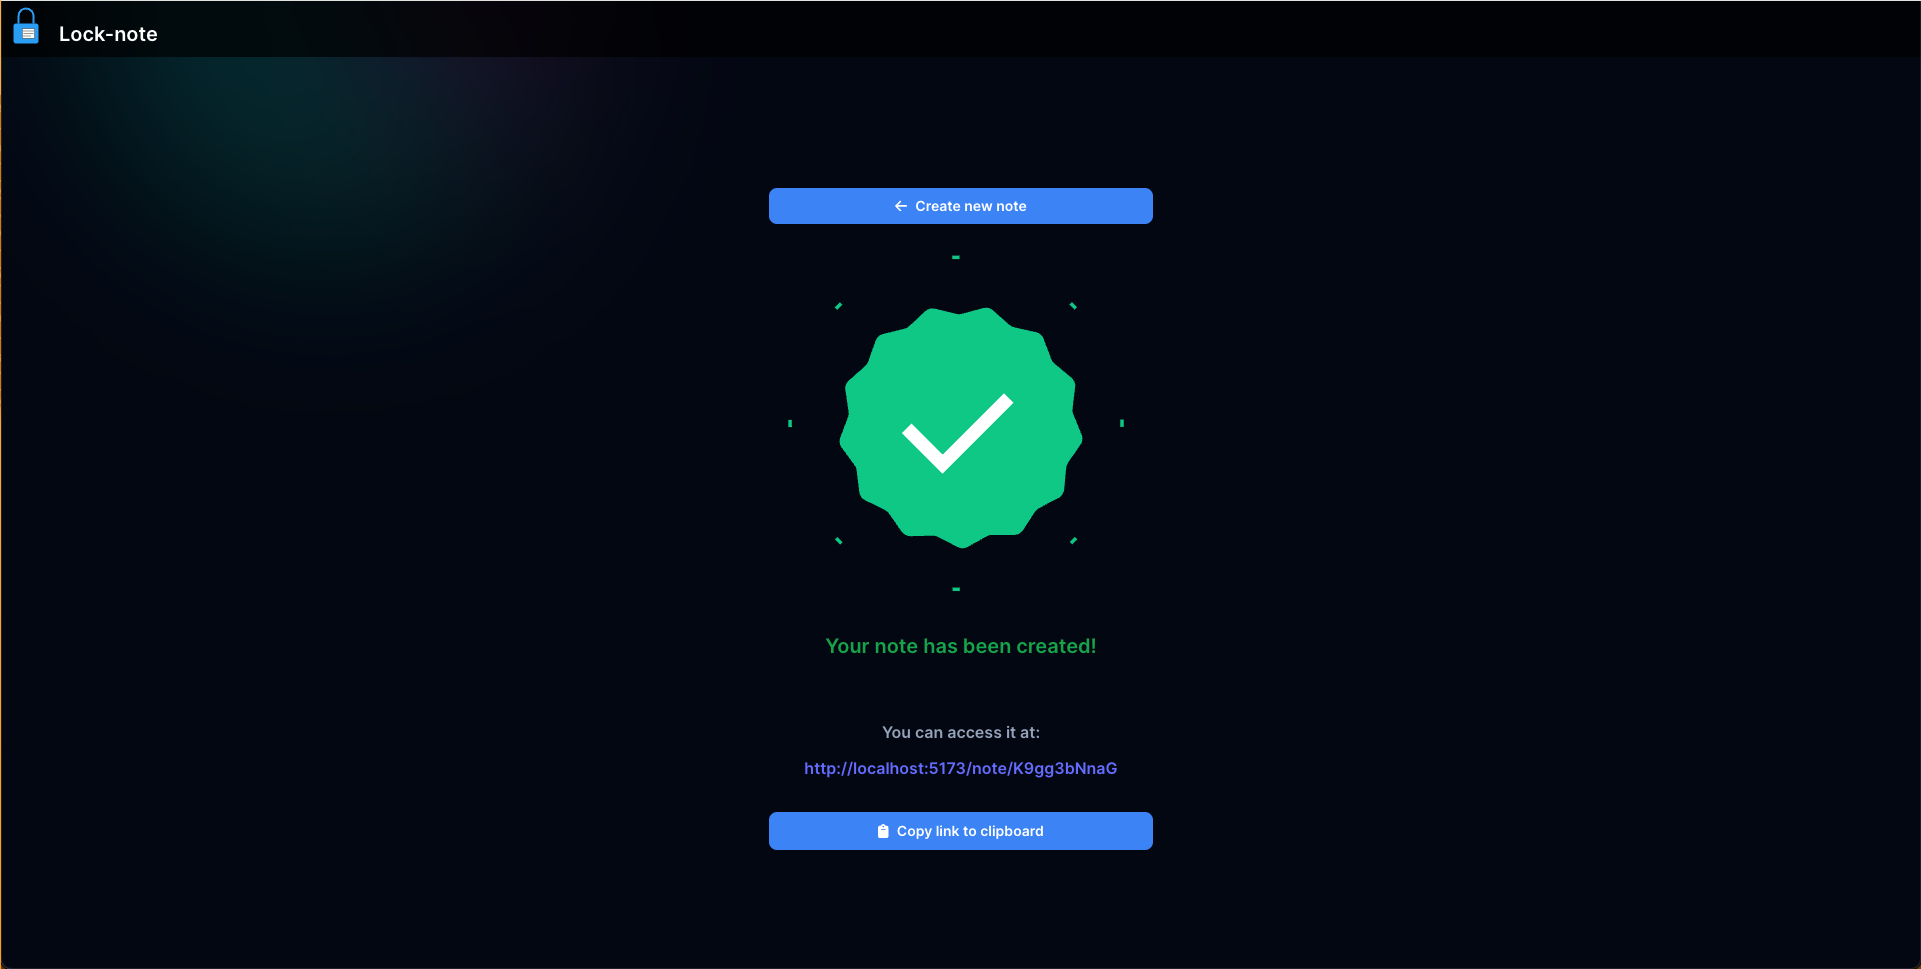 Lock-note
Create new note
Your note has been created!
You can access it at:
http://localhost:5173/note/K9gg3bNnaG
Copy link to clipboard